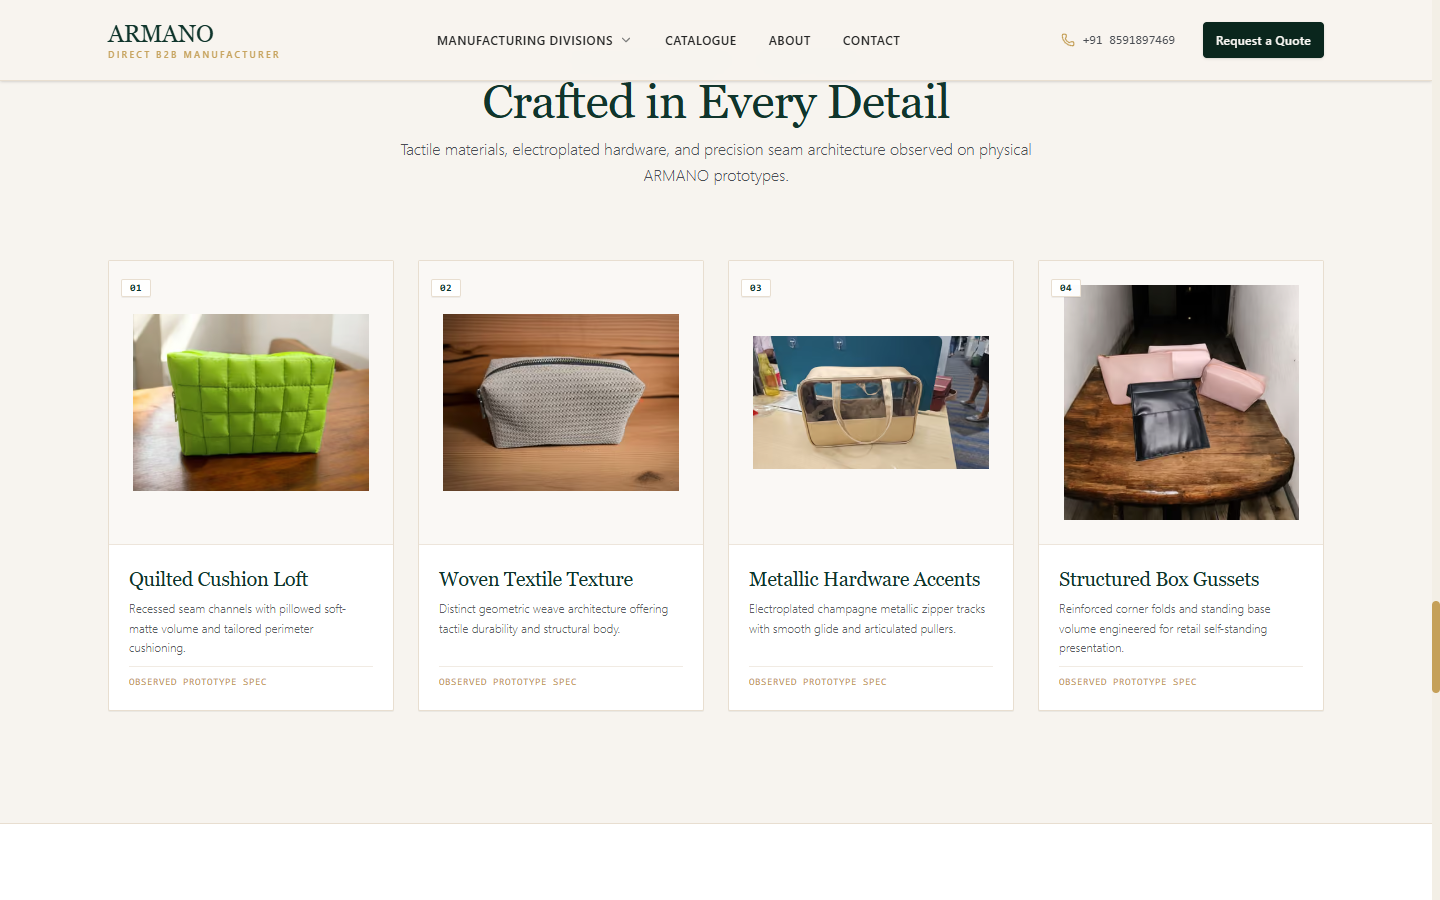 ARMANO
DIRECT B2B MANUFACTURER
MANUFACTURING DIVISIONS
CATALOGUE
ABOUT
CONTACT
+91 8591897469
Request a Quote
Crafted in Every Detail
Tactile materials, electroplated hardware, and precision seam architecture observed on physical
ARMANO prototypes.
01
Quilted Cushion Loft
Recessed seam channels with pillowed soft-
matte volume and tailored perimeter
cushioning.
OBSERVED PROTOTYPE SPEC
02
Woven Textile Texture
Distinct geometric weave architecture offering
tactile durability and structural body.
OBSERVED PROTOTYPE SPEC
03
Metallic Hardware Accents
Electroplated champagne metallic zipper tracks
with smooth glide and articulated pullers.
OBSERVED PROTOTYPE SPEC
04
Structured Box Gussets
Reinforced corner folds and standing base
volume engineered for retail self-standing
presentation.
OBSERVED PROTOTYPE SPEC